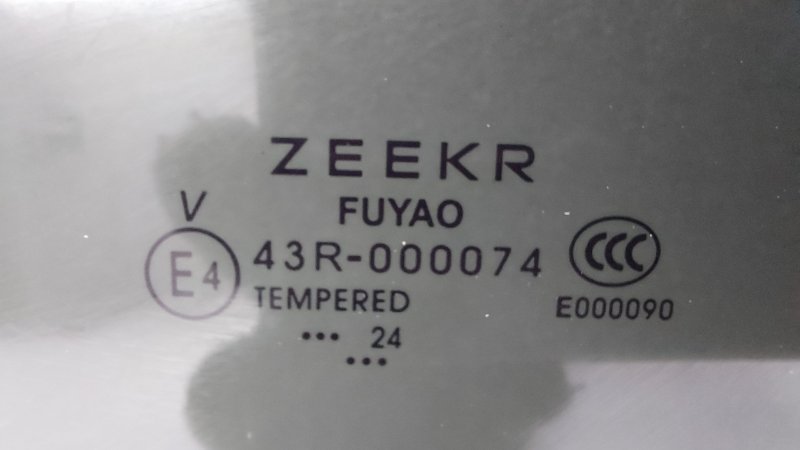 ZEEKR
FUYAO
V
E4 43R-000074 CCC
TEMPERED E000090
••• 24
•••